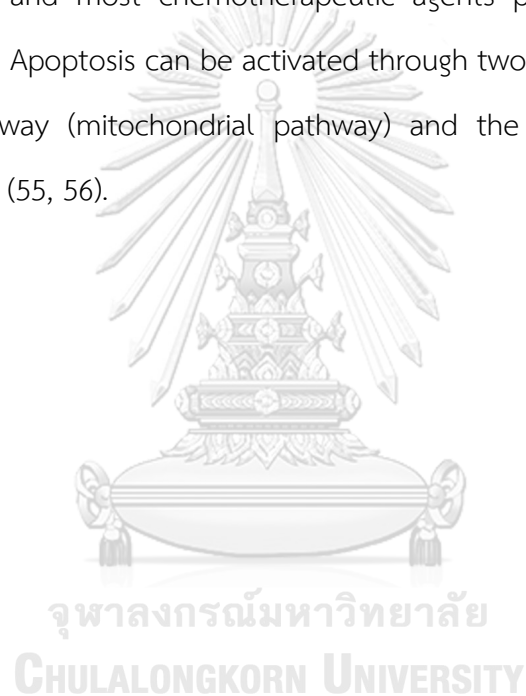 and most chemotherapeutic agents p
Apoptosis can be activated through two
way (mitochondrial pathway) and the
(55, 56).
จุฬาลงกรณ์มหาวิทยาลัย
CHULALONGKORN UNIVERSITY